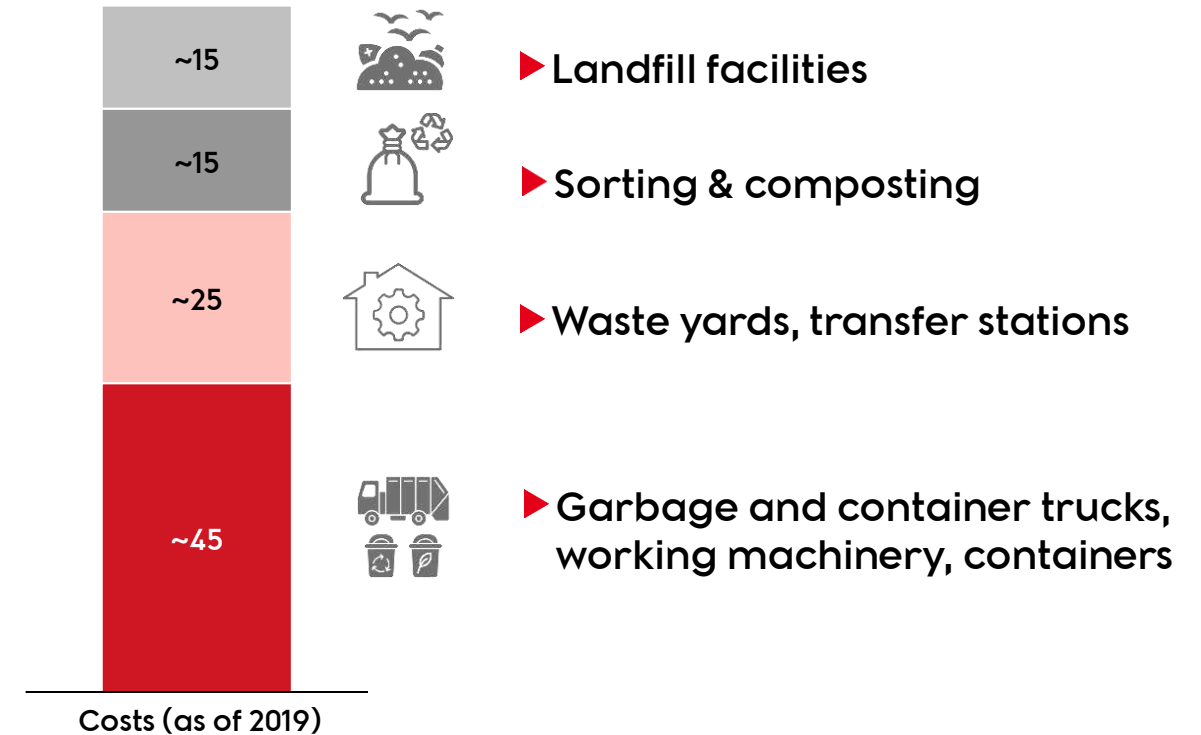 ~15
Landfill facilities
~15
Sorting & composting
~25
Waste yards, transfer stations
~45
Garbage and container trucks,
working machinery, containers
Costs (as of 2019)